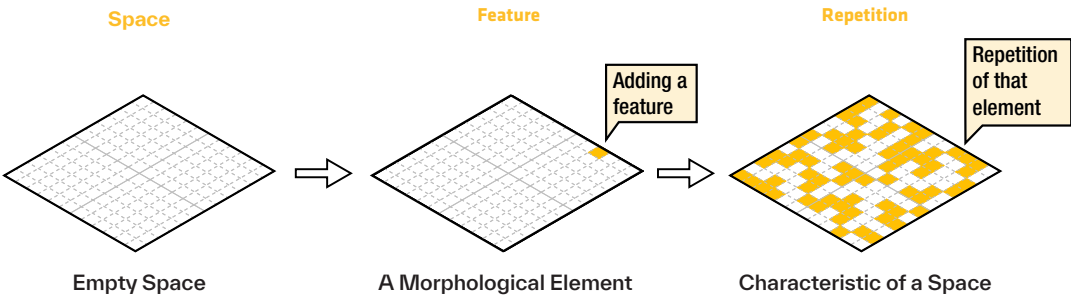 Space
Feature
Repetition
Adding a
feature
Repetition
of that
element
Empty Space
A Morphological Element
Characteristic of a Space